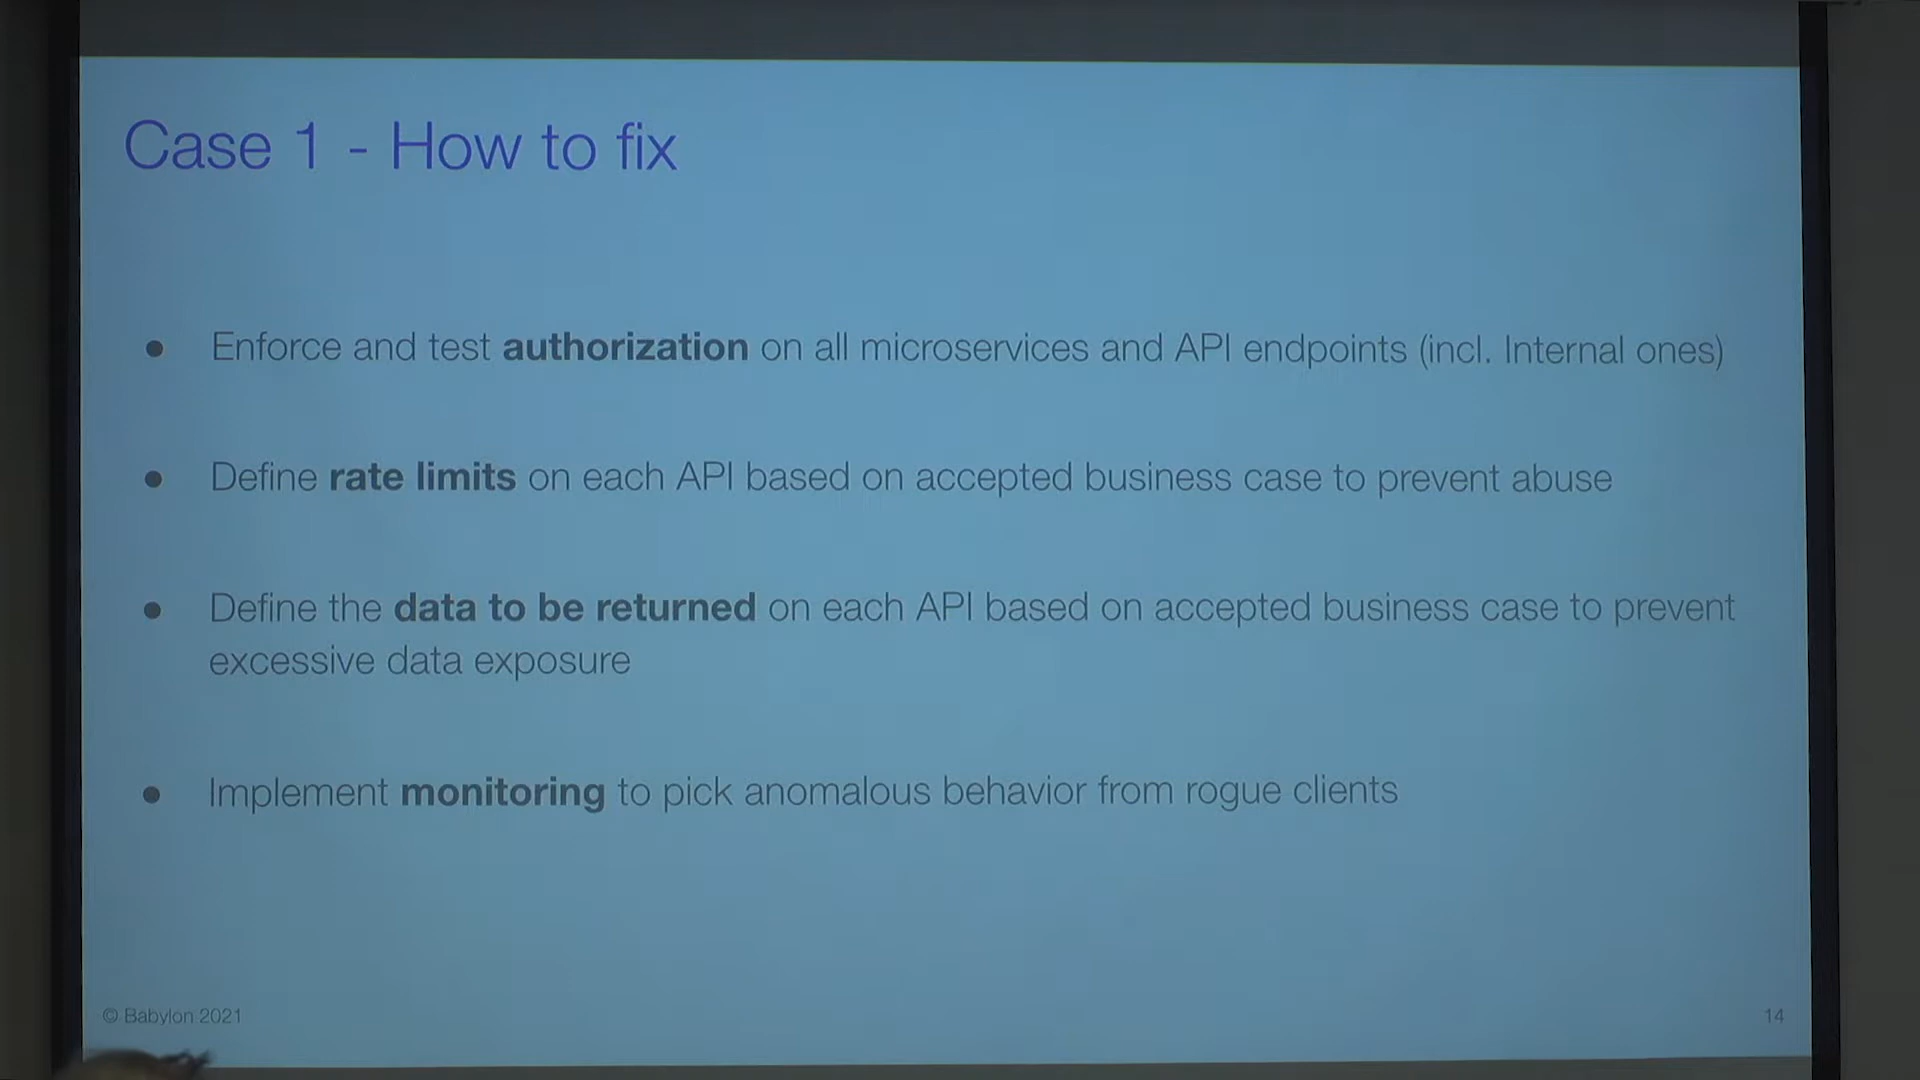 Case 1 - How to fix
● Enforce and test authorization on all microservices and API endpoints (incl. Internal ones)
● Define rate limits on each API based on accepted business case to prevent abuse
● Define the data to be returned on each API based on accepted business case to prevent
excessive data exposure
● Implement monitoring to pick anomalous behavior from rogue clients
© Babylon 2021
14